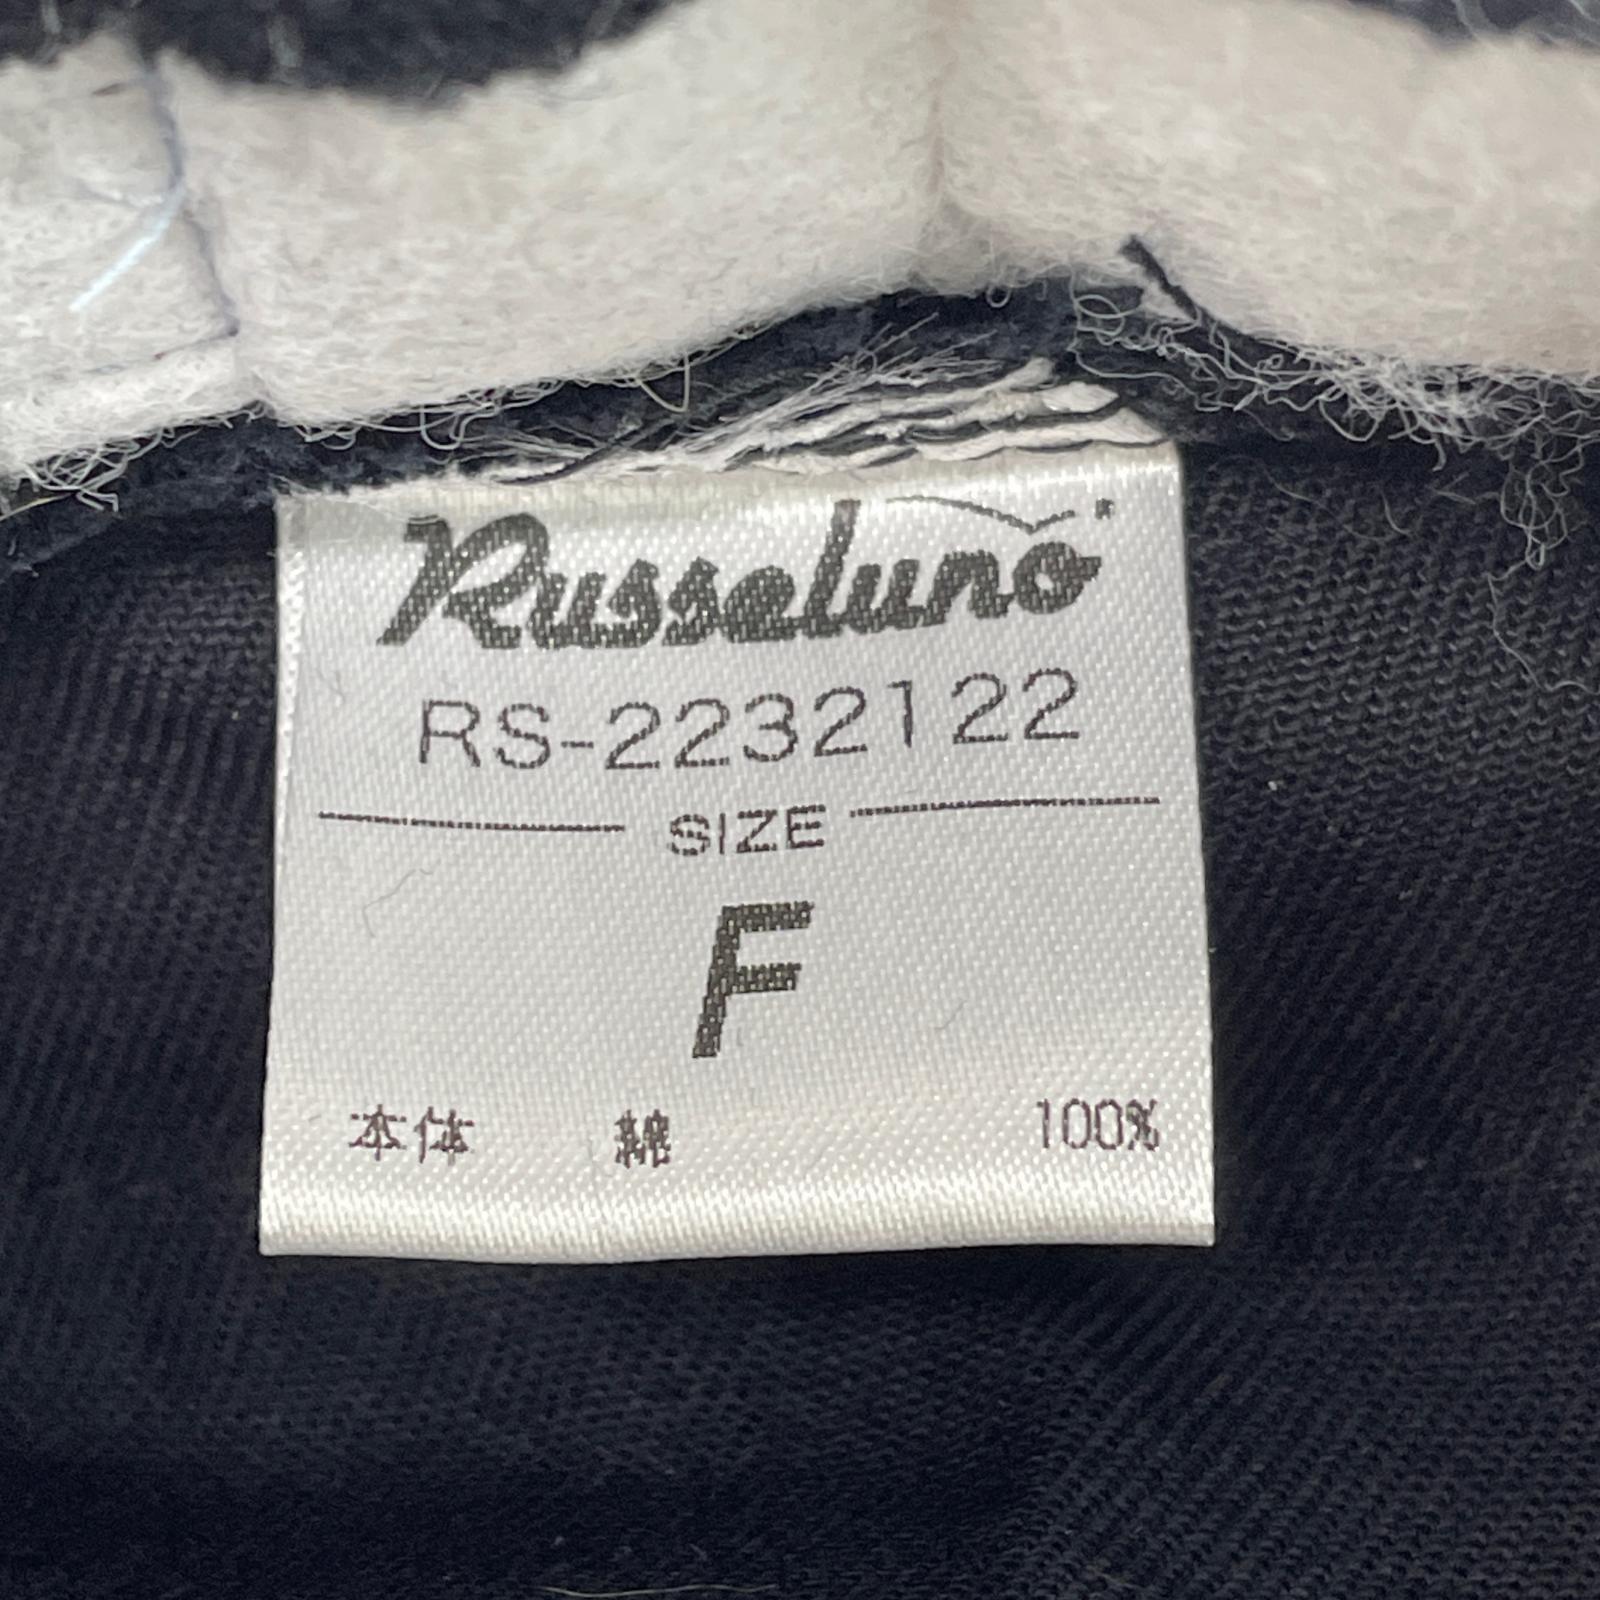 Russeluno
RS-2232122
SIZE
F
本体 綿 100%